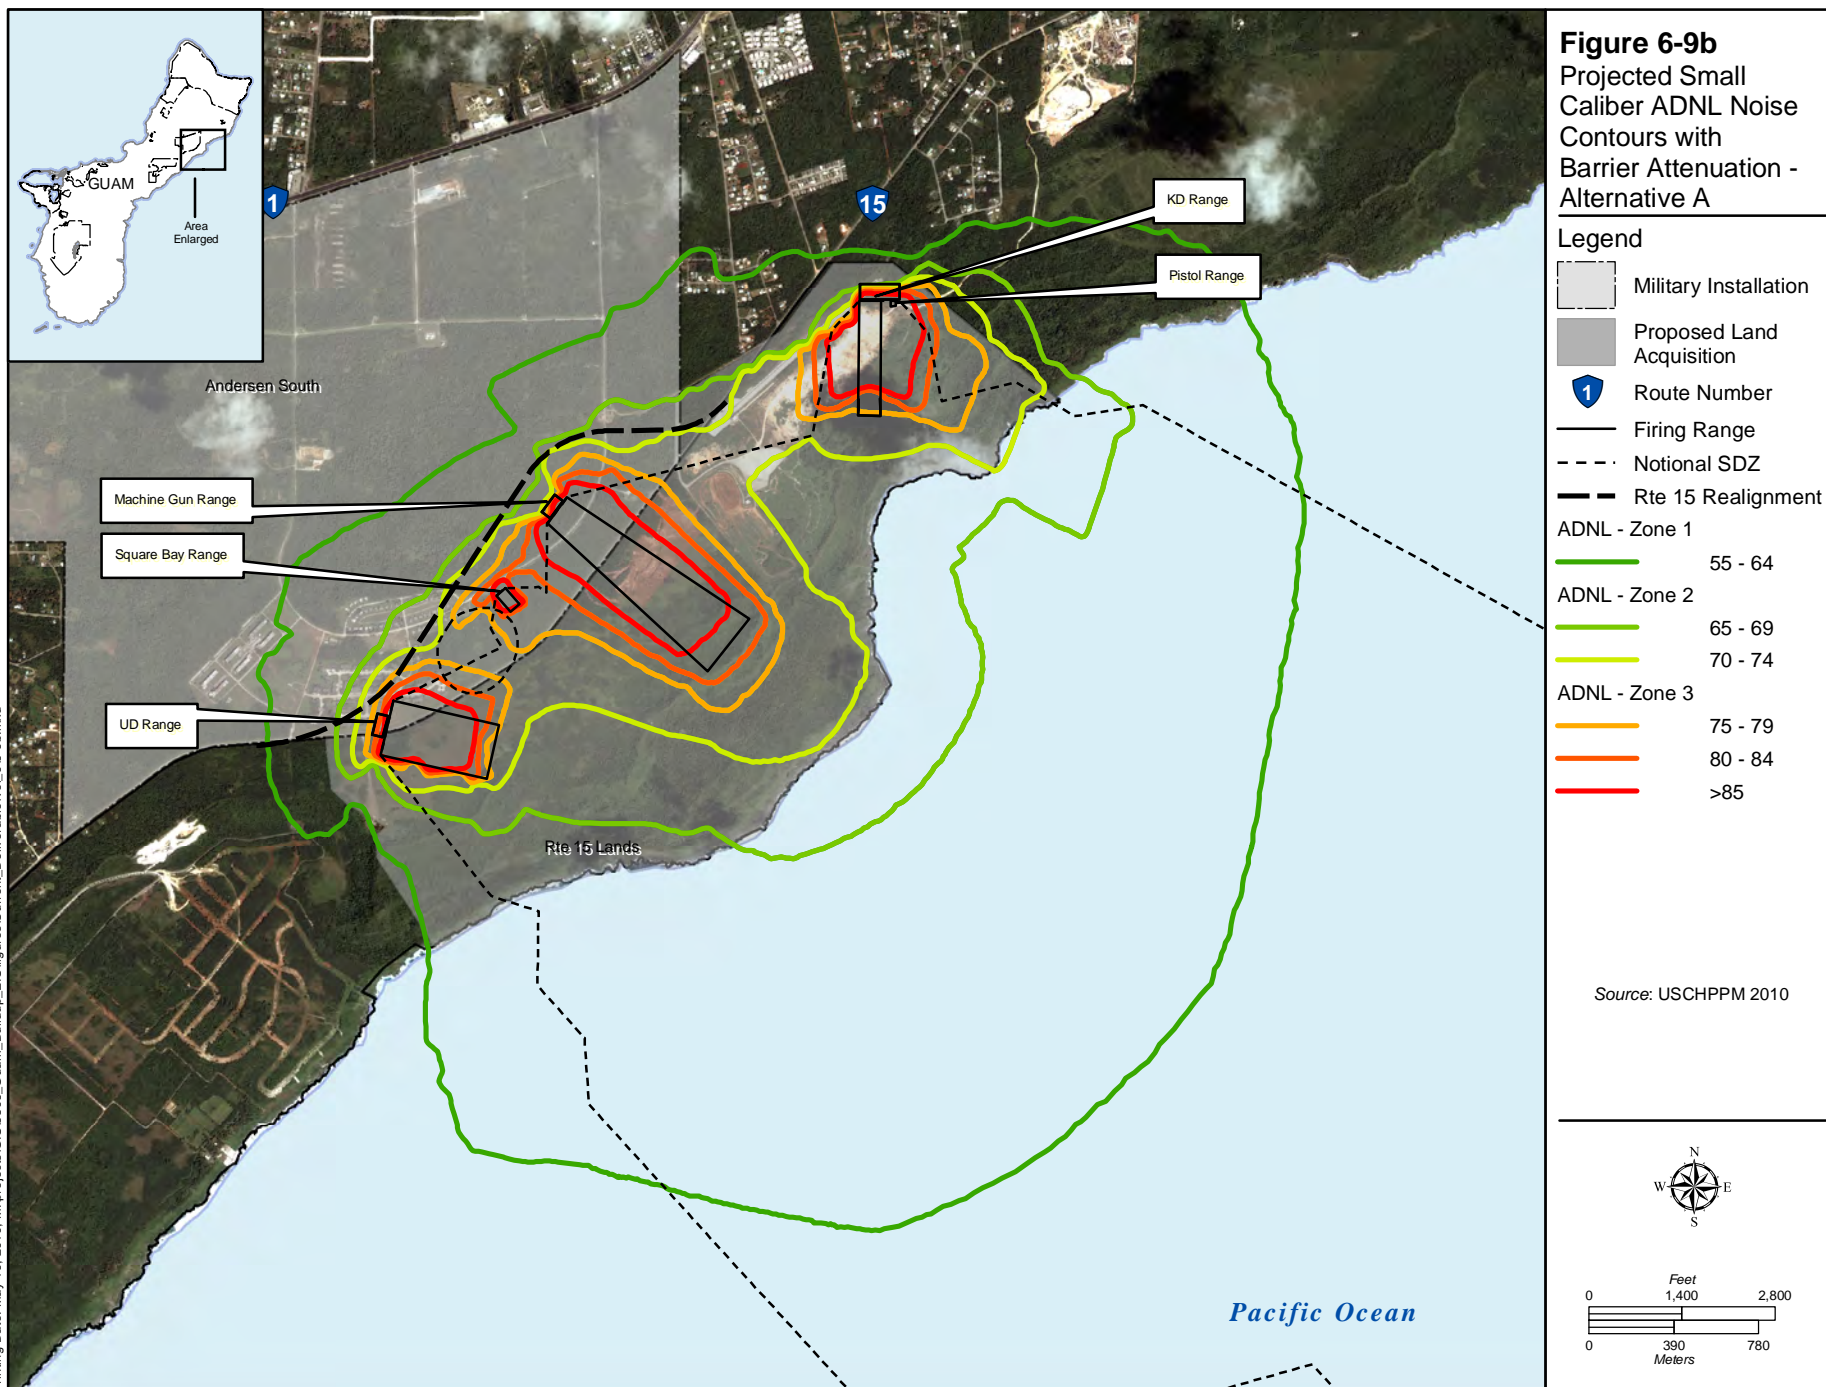 Figure 6-9b
Projected Small
Caliber ADNL Noise
Contours with
Barrier Attenuation -
Alternative A
Legend
Military Installation
Proposed Land
Acquisition
1
Route Number
Firing Range
Notional SDZ
Rte 15 Realignment
ADNL - Zone 1
55 - 64
ADNL - Zone 2
65 - 69
70 - 74
ADNL - Zone 3
75 - 79
80 - 84
>85
Source: USCHPPM 2010
N
W E
S
Feet
0 1,400 2,800
0 390 780
Meters
GUAM
Area
Enlarged
1
15
KD Range
Pistol Range
Andersen South
Machine Gun Range
Square Bay Range
UD Range
Rte 15 Lands
Pacific Ocean